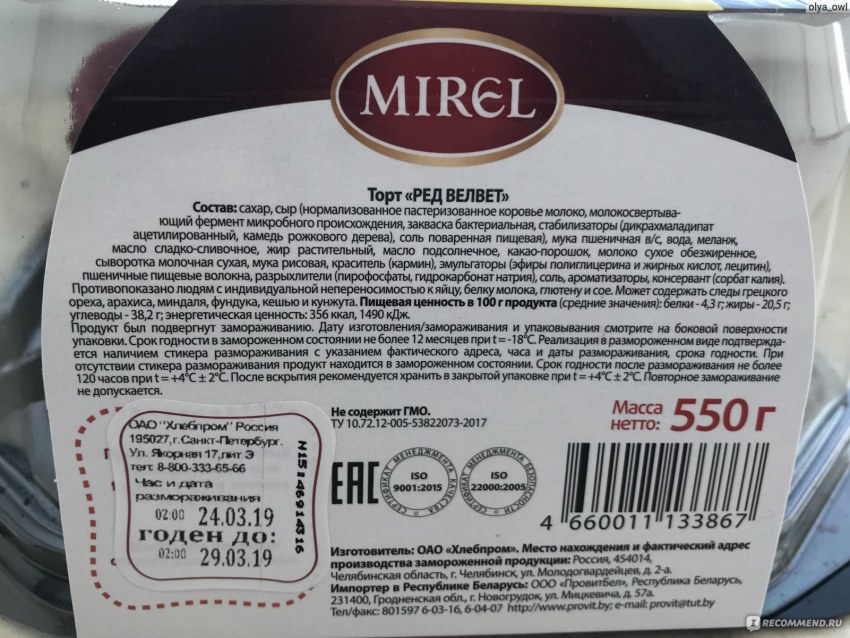 olya_owl
MIREL
Торт «РЕД ВЕЛВЕТ»
Состав: сахар, сыр (нормализованное пастеризованное коровье молоко, молокосвертыва-
ющий фермент микробного происхождения, закваска бактериальная, стабилизаторы (дикрахмаладипат
ацетилированный, камедь рожкового дерева), соль поваренная пищевая), мука пшеничная в/с, вода, меланж,
масло сладко-сливочное, жир растительный, масло подсолнечное, какао-порошок, молоко сухое обезжиренное,
сыворотка молочная сухая, мука рисовая, краситель (кармин), эмульгаторы (эфиры полиглицерина и жирных кислот, лецитин),
пшеничные пищевые волокна, разрыхлители (пирофосфаты, гидрокарбонат натрия), соль, ароматизаторы, консервант (сорбат калия).
Противопоказано людям с индивидуальной непереносимостью к яйцу, белку молока, глютену и сое. Может содержать следы грецкого
ореха, арахиса, миндаля, фундука, кешью и кунжута. Пищевая ценность в 100 г продукта (средние значения): белки - 4,3 г; жиры - 20,5 г;
углеводы - 38,2 г; энергетическая ценность: 356 ккал, 1490 кДж.
Продукт был подвергнут замораживанию. Дату изготовления/замораживания и упаковывания смотрите на боковой поверхности
упаковки. Срок годности в замороженном состоянии не более 12 месяцев при t = -18°С. Реализация в размороженном виде подтвержда-
ется наличием стикера размораживания с указанием фактического адреса, часа и даты размораживания, срока годности. При
отсутствии стикера размораживания продукт находится в замороженном состоянии. Срок годности после размораживания не более
120 часов при t = +4°С ± 2°С. После вскрытия рекомендуется хранить в закрытой упаковке при t = +4°С ± 2°С. Повторное замораживание
не допускается.
Не содержит ГМО.
ТУ 10.72.12-005-53822073-2017
Масса
нетто: 550 г
ОАО "Хлебпром" Россия
195027, г. Санкт-Петербург.
Ул. Якорная 17, лит Э
тел: 8-800-333-65-66
Час и дата
размораживания
02:00 24.03.19
ГОДЕН ДО:
02:00 29.03.19
N15:46914316
EAC
СЕРТИФИКАТ МЕНЕДЖМЕНТА КАЧЕСТВА
ISO
9001:2015
СЕРТИФИКАТ МЕНЕДЖМЕНТА БЕЗОПАСНОСТИ
ISO
22000:2005
4 660011 133867
Изготовитель: ОАО «Хлебпром». Место нахождения и фактический адрес
производства замороженной продукции: Россия, 454014,
Челябинская область, г. Челябинск, ул. Молодогвардейцев, д. 2-а.
Импортер в Республике Беларусь: ООО «Провитбел», Республика Беларусь,
231400, Гродненская обл., г. Новогрудок, ул. Мицкевича, д. 57а.
Тел/факс: 801597 6-03-16, 6-04-07 http://www.provit.by; e-mail: provit@tut.by
RECOMMEND.RU